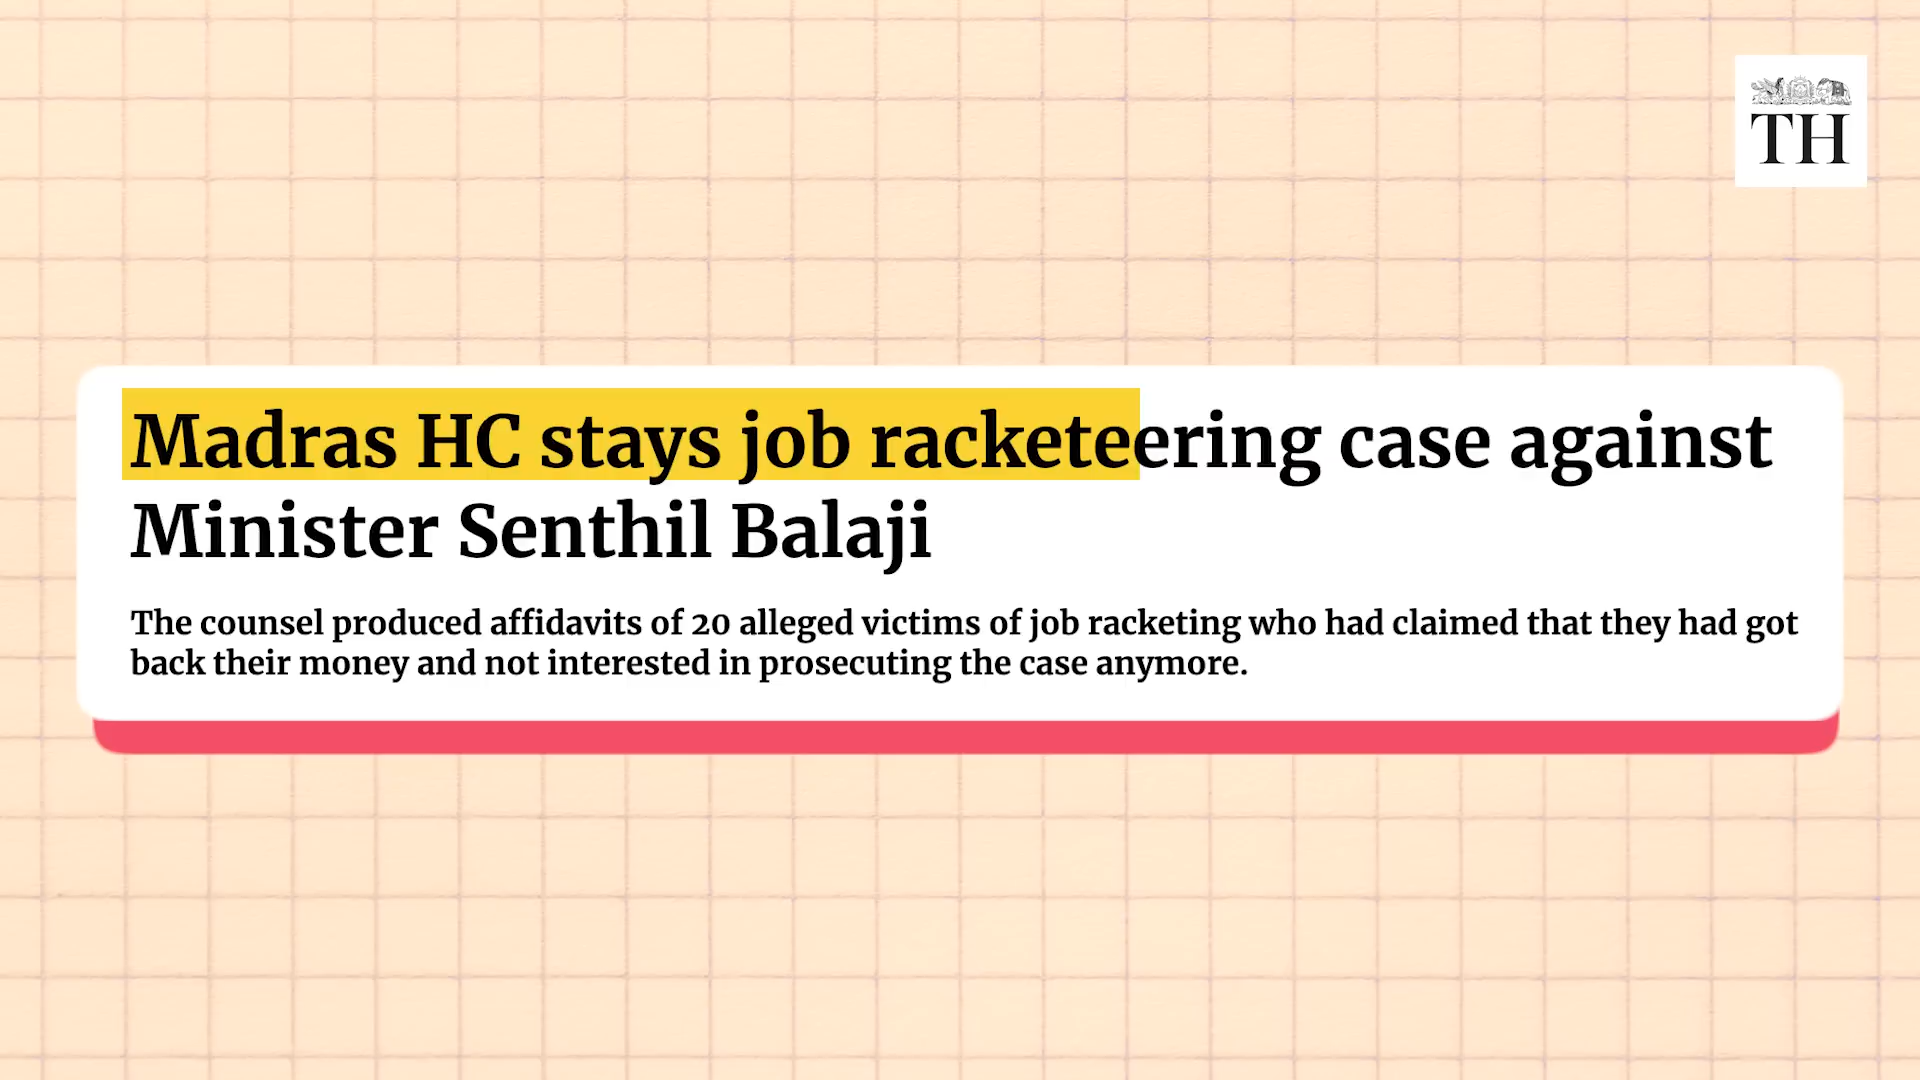 TH
Madras HC stays job racketeering case against
Minister Senthil Balaji
The counsel produced affidavits of 20 alleged victims of job racketing who had claimed that they had got
back their money and not interested in prosecuting the case anymore.